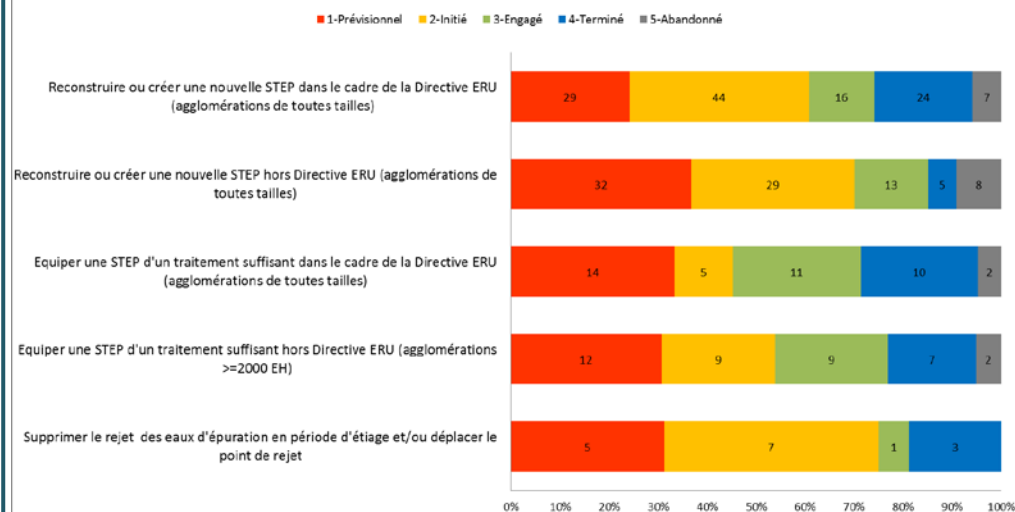 1-Prévisionnel 2-Initié 3-Engagé 4-Terminé 5-Abandonné
Reconstruire ou créer une nouvelle STEP dans le cadre de la Directive ERU
(agglomérations de toutes tailles)
29 44 16 24 7
Reconstruire ou créer une nouvelle STEP hors Directive ERU (agglomérations de
toutes tailles)
32 29 13 5 8
Equiper une STEP d'un traitement suffisant dans le cadre de la Directive ERU
(agglomérations de toutes tailles)
14 5 11 10 2
Equiper une STEP d'un traitement suffisant hors Directive ERU (agglomérations
>=2000 EH)
12 9 9 7 2
Supprimer le rejet des eaux d'épuration en période d'étiage et/ou déplacer le
point de rejet
5 7 1 3
0% 10% 20% 30% 40% 50% 60% 70% 80% 90% 100%